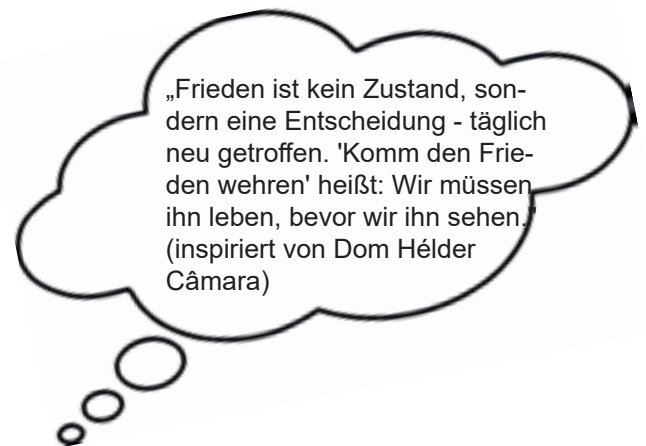 „Frieden ist kein Zustand, son-
dern eine Entscheidung - täglich
neu getroffen. 'Komm den Frie-
den wehren' heißt: Wir müssen
ihn leben, bevor wir ihn sehen."
(inspiriert von Dom Hélder
Câmara)